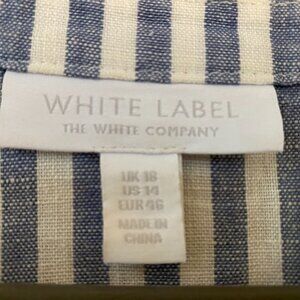 WHITE LABEL
THE WHITE COMPANY
UK 18
US 14
EUR 46
MADE IN
CHINA